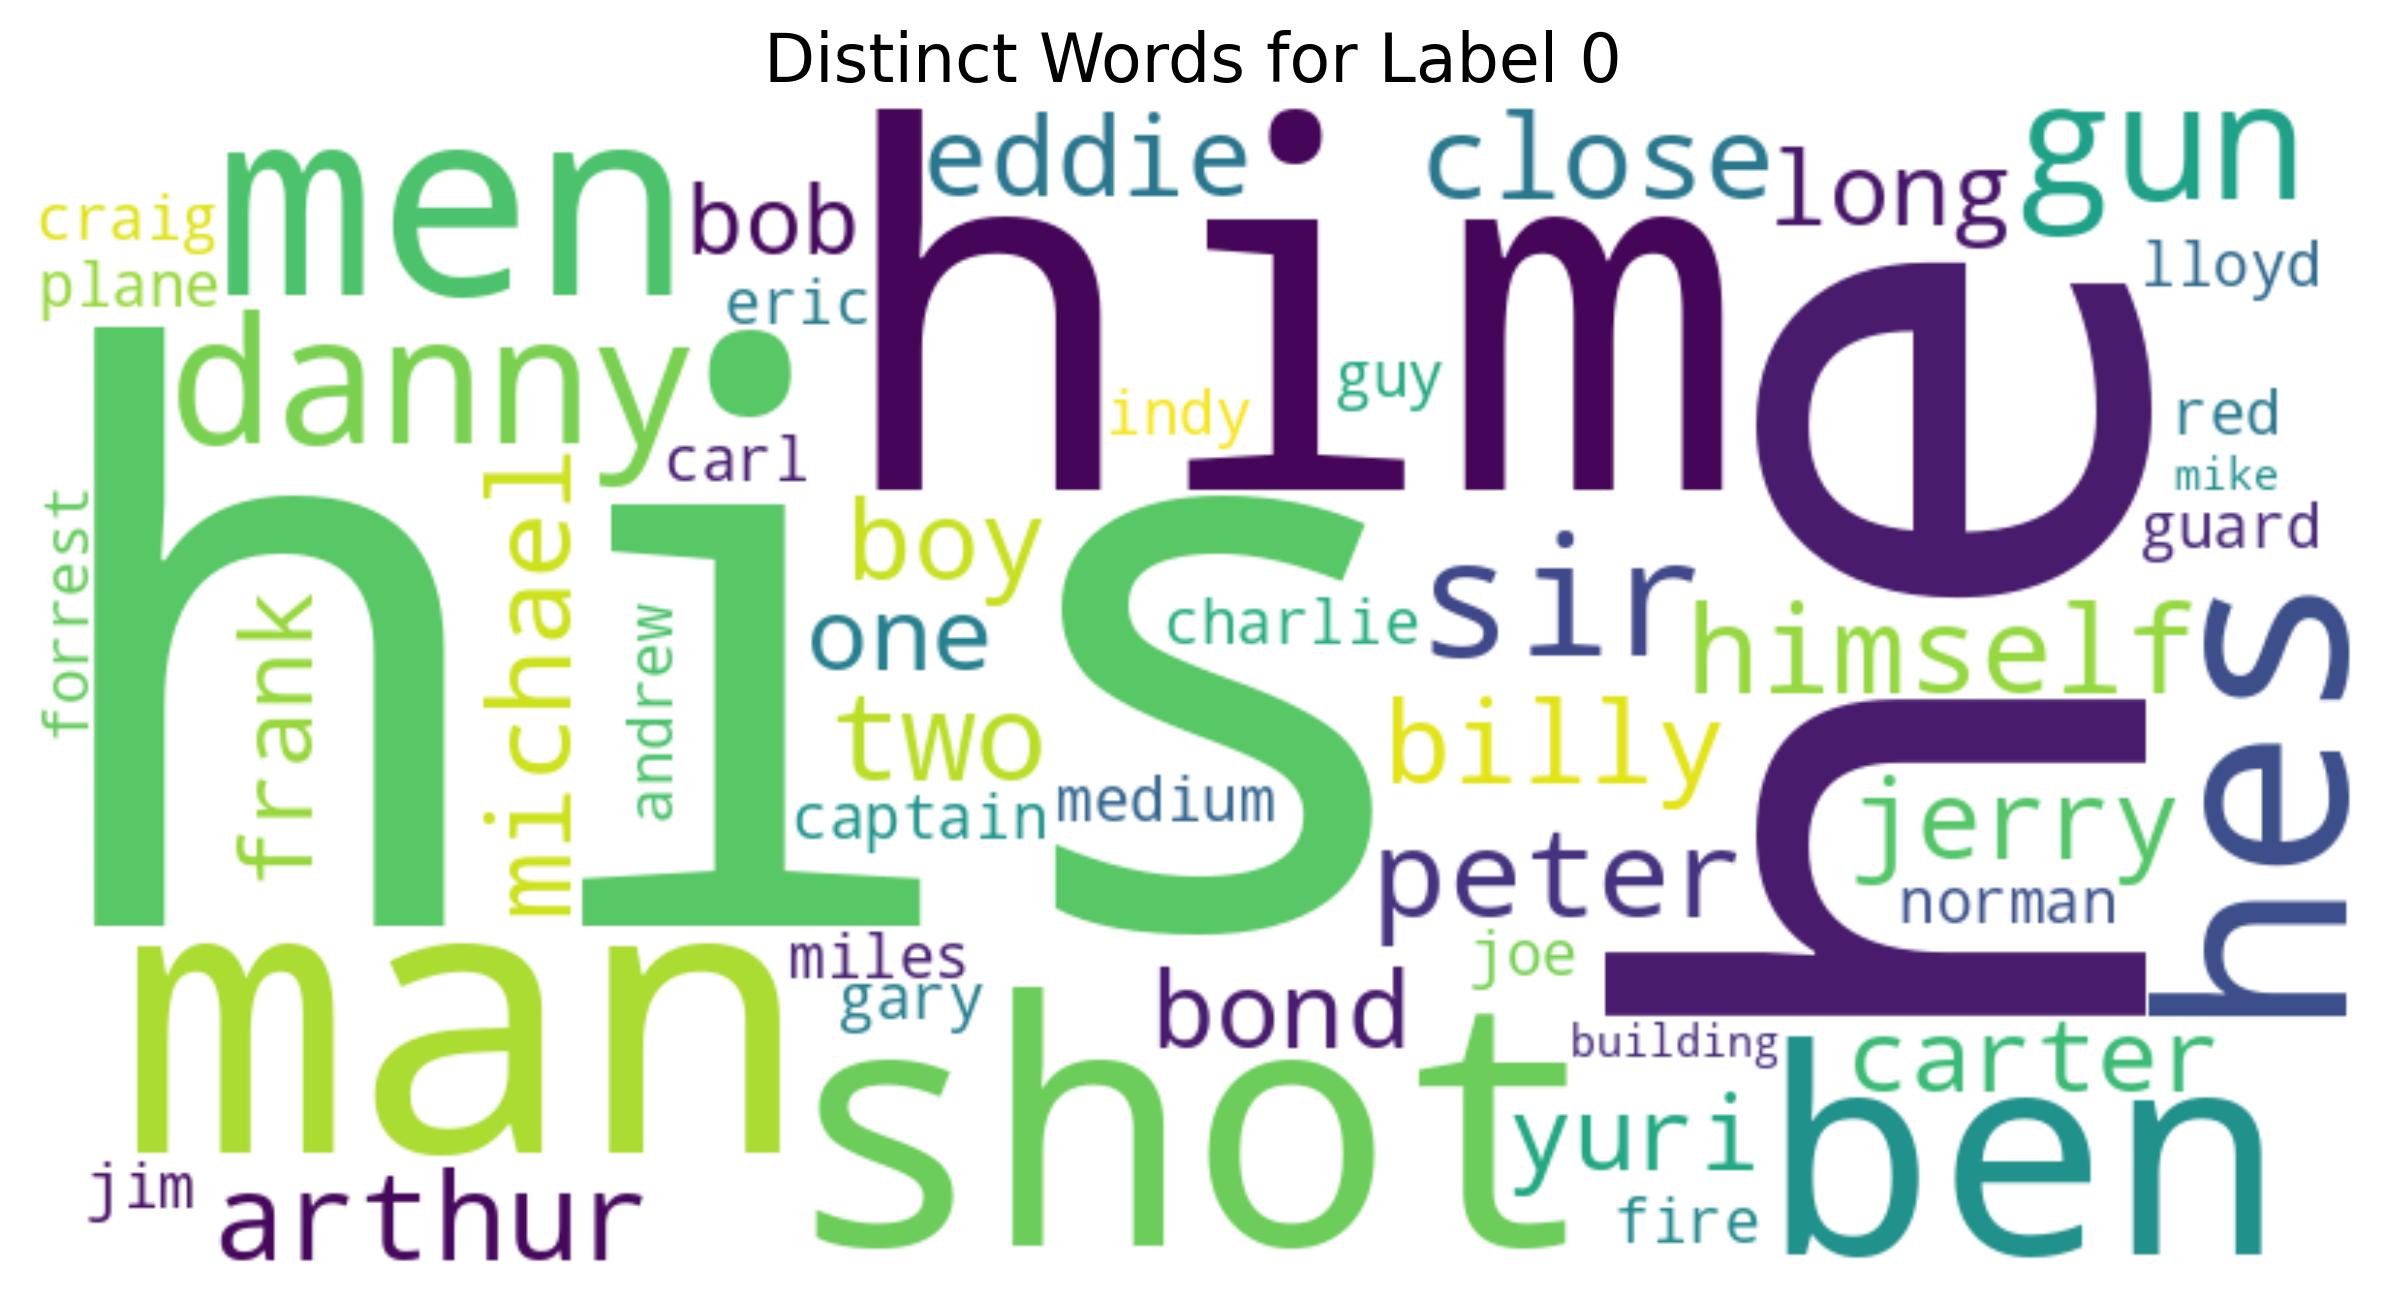 Distinct Words for Label 0
men
him
eddie
close
long
gun
craig
bob
plane
eric
lloyd
danny
his
he
guy
indy
red
carl
mike
guard
forrest
michael
boy
sir
frank
andrew
one
charlie
himself
hes
two
billy
captain
medium
jerry
peter
norman
man
miles
joe
gary
bond
shot
building
carter
ben
yuri
jim
arthur
fire